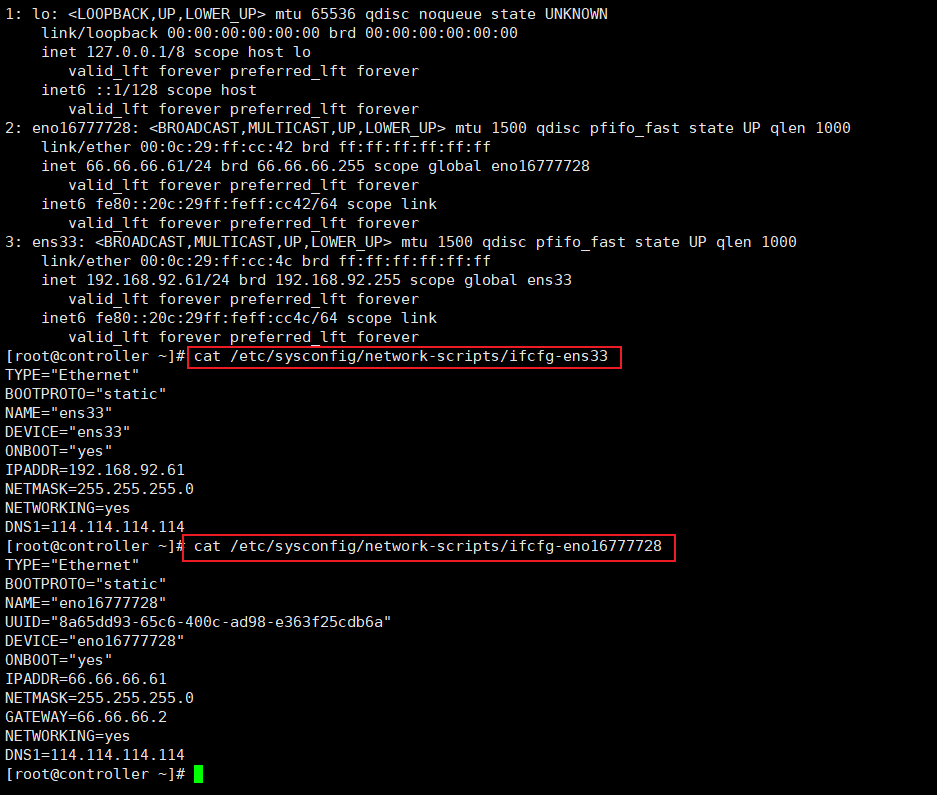 1: lo: <LOOPBACK,UP,LOWER_UP> mtu 65536 qdisc noqueue state UNKNOWN
    link/loopback 00:00:00:00:00:00 brd 00:00:00:00:00:00
    inet 127.0.0.1/8 scope host lo
       valid_lft forever preferred_lft forever
    inet6 ::1/128 scope host
       valid_lft forever preferred_lft forever
2: eno16777728: <BROADCAST,MULTICAST,UP,LOWER_UP> mtu 1500 qdisc pfifo_fast state UP qlen 1000
    link/ether 00:0c:29:ff:cc:42 brd ff:ff:ff:ff:ff:ff
    inet 66.66.66.61/24 brd 66.66.66.255 scope global eno16777728
       valid_lft forever preferred_lft forever
    inet6 fe80::20c:29ff:feff:cc42/64 scope link
       valid_lft forever preferred_lft forever
3: ens33: <BROADCAST,MULTICAST,UP,LOWER_UP> mtu 1500 qdisc pfifo_fast state UP qlen 1000
    link/ether 00:0c:29:ff:cc:4c brd ff:ff:ff:ff:ff:ff
    inet 192.168.92.61/24 brd 192.168.92.255 scope global ens33
       valid_lft forever preferred_lft forever
    inet6 fe80::20c:29ff:feff:cc4c/64 scope link
       valid_lft forever preferred_lft forever
[root@controller ~]# cat /etc/sysconfig/network-scripts/ifcfg-ens33
TYPE="Ethernet"
BOOTPROTO="static"
NAME="ens33"
DEVICE="ens33"
ONBOOT="yes"
IPADDR=192.168.92.61
NETMASK=255.255.255.0
NETWORKING=yes
DNS1=114.114.114.114
[root@controller ~]# cat /etc/sysconfig/network-scripts/ifcfg-eno16777728
TYPE="Ethernet"
BOOTPROTO="static"
NAME="eno16777728"
UUID="8a65dd93-65c6-400c-ad98-e363f25cdb6a"
DEVICE="eno16777728"
ONBOOT="yes"
IPADDR=66.66.66.61
NETMASK=255.255.255.0
GATEWAY=66.66.66.2
NETWORKING=yes
DNS1=114.114.114.114
[root@controller ~]#